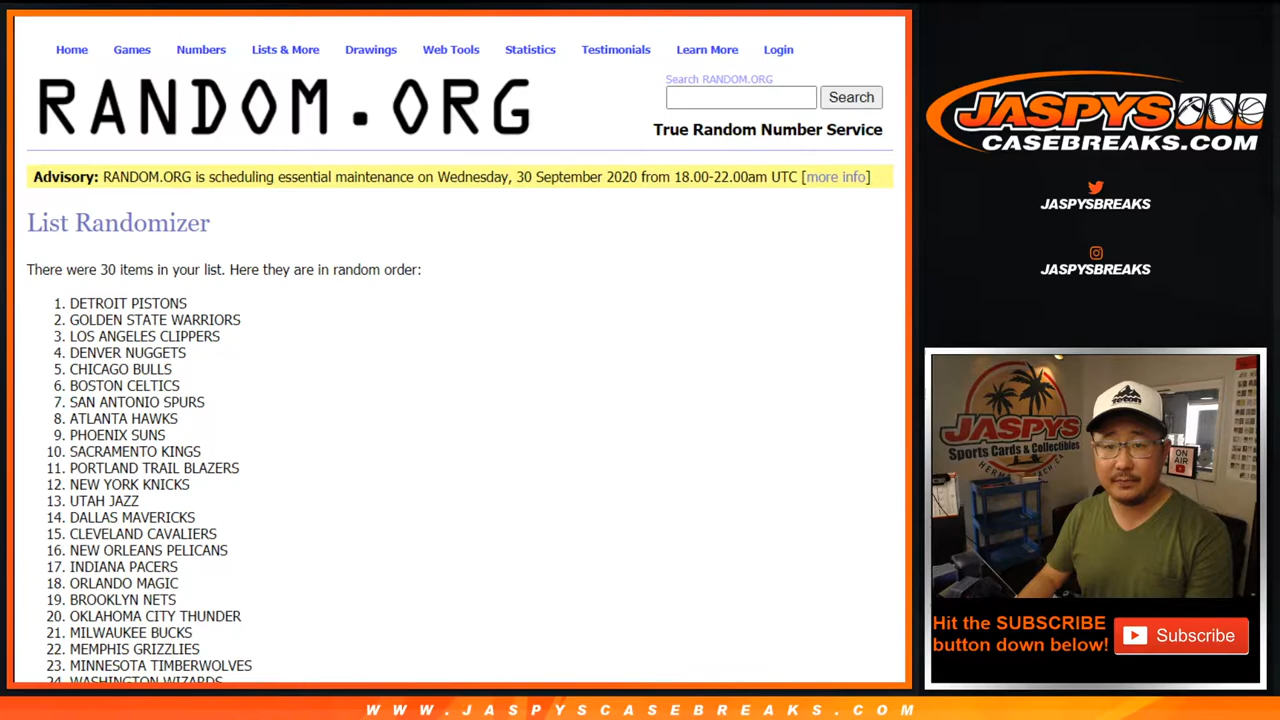 Home Games Numbers Lists & More Drawings Web Tools Statistics Testimonials Learn More Login
RANDOM.ORG
Search RANDOM.ORG
Search
True Random Number Service
Advisory: RANDOM.ORG is scheduling essential maintenance on Wednesday, 30 September 2020 from 18.00-22.00am UTC [more info]
List Randomizer
There were 30 items in your list. Here they are in random order:
1. DETROIT PISTONS
2. GOLDEN STATE WARRIORS
3. LOS ANGELES CLIPPERS
4. DENVER NUGGETS
5. CHICAGO BULLS
6. BOSTON CELTICS
7. SAN ANTONIO SPURS
8. ATLANTA HAWKS
9. PHOENIX SUNS
10. SACRAMENTO KINGS
11. PORTLAND TRAIL BLAZERS
12. NEW YORK KNICKS
13. UTAH JAZZ
14. DALLAS MAVERICKS
15. CLEVELAND CAVALIERS
16. NEW ORLEANS PELICANS
17. INDIANA PACERS
18. ORLANDO MAGIC
19. BROOKLYN NETS
20. OKLAHOMA CITY THUNDER
21. MILWAUKEE BUCKS
22. MEMPHIS GRIZZLIES
23. MINNESOTA TIMBERWOLVES
24. WASHINGTON WIZARDS
JASPYS
CASEBREAKS.COM
JASPYSBREAKS
JASPYSBREAKS
JASPYS
Sports Cards & Collectibles
TETON
ON
AIR
Hit the SUBSCRIBE
button down below!
Subscribe
WWW.JASPYSCASEBREAKS.COM